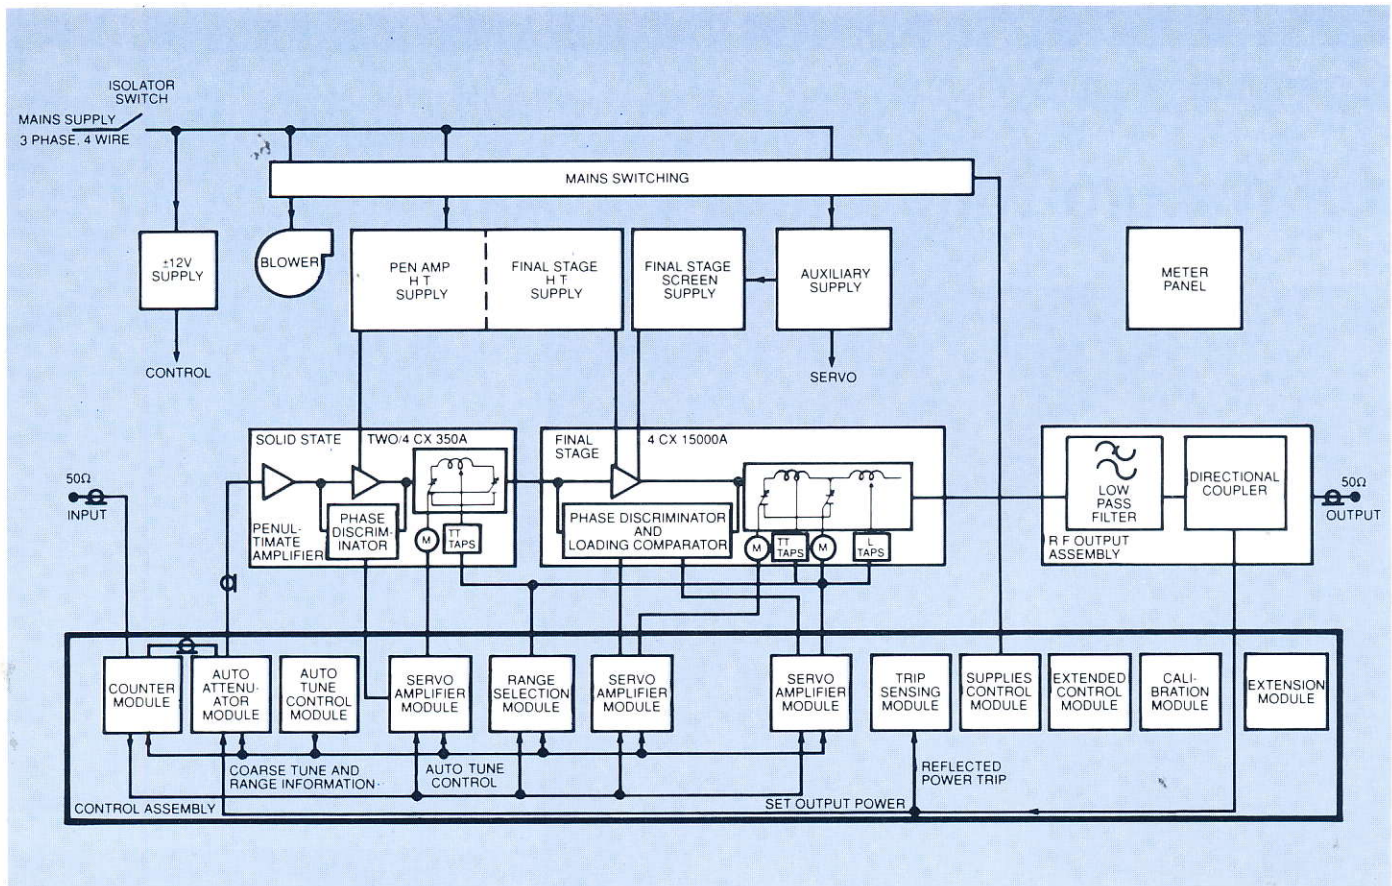 ISOLATOR
SWITCH
MAINS SUPPLY
3 PHASE, 4 WIRE
MAINS SWITCHING
±12V
SUPPLY
BLOWER
PEN AMP
H T
SUPPLY
FINAL STAGE
H T
SUPPLY
FINAL STAGE
SCREEN
SUPPLY
AUXILIARY
SUPPLY
METER
PANEL
CONTROL
SERVO
SOLID STATE
TWO/4 CX 350A
PENUL-
TIMATE
AMPLIFIER
PHASE
DISCRIM-
INATOR
M
TT
TAPS
FINAL
STAGE
4 CX 15000A
PHASE DISCRIMINATOR
AND
LOADING COMPARATOR
M
TT
TAPS
M
L
TAPS
LOW
PASS
FILTER
DIRECTIONAL
COUPLER
R F OUTPUT
ASSEMBLY
50Ω
INPUT
50Ω
OUTPUT
COUNTER
MODULE
AUTO
ATTENU-
ATOR
MODULE
AUTO
TUNE
CONTROL
MODULE
SERVO
AMPLIFIER
MODULE
RANGE
SELECTION
MODULE
SERVO
AMPLIFIER
MODULE
SERVO
AMPLIFIER
MODULE
TRIP
SENSING
MODULE
SUPPLIES
CONTROL
MODULE
EXTENDED
CONTROL
MODULE
CALI-
BRATION
MODULE
EXTENSION
MODULE
COARSE TUNE AND
RANGE INFORMATION
AUTO TUNE
CONTROL
REFLECTED
POWER TRIP
CONTROL ASSEMBLY
SET OUTPUT POWER